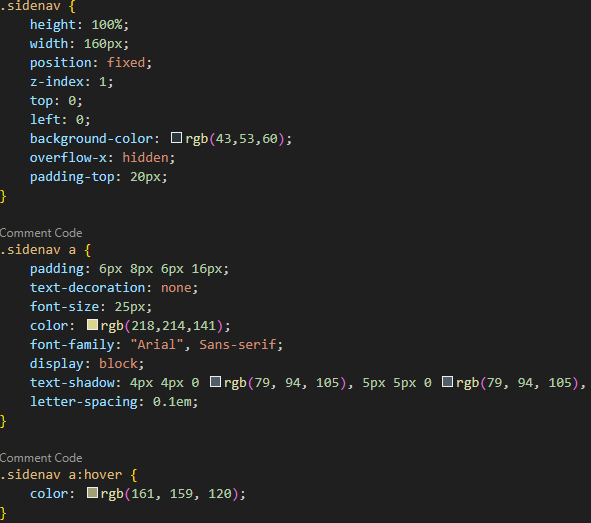 .sidenav {
    height: 100%;
    width: 160px;
    position: fixed;
    z-index: 1;
    top: 0;
    left: 0;
    background-color: rgb(43,53,60);
    overflow-x: hidden;
    padding-top: 20px;
}
Comment Code
.sidenav a {
    padding: 6px 8px 6px 16px;
    text-decoration: none;
    font-size: 25px;
    color: rgb(218,214,141);
    font-family: "Arial", Sans-serif;
    display: block;
    text-shadow: 4px 4px 0 rgb(79, 94, 105), 5px 5px 0 rgb(79, 94, 105),
    letter-spacing: 0.1em;
}
Comment Code
.sidenav a:hover {
    color: rgb(161, 159, 120);
}